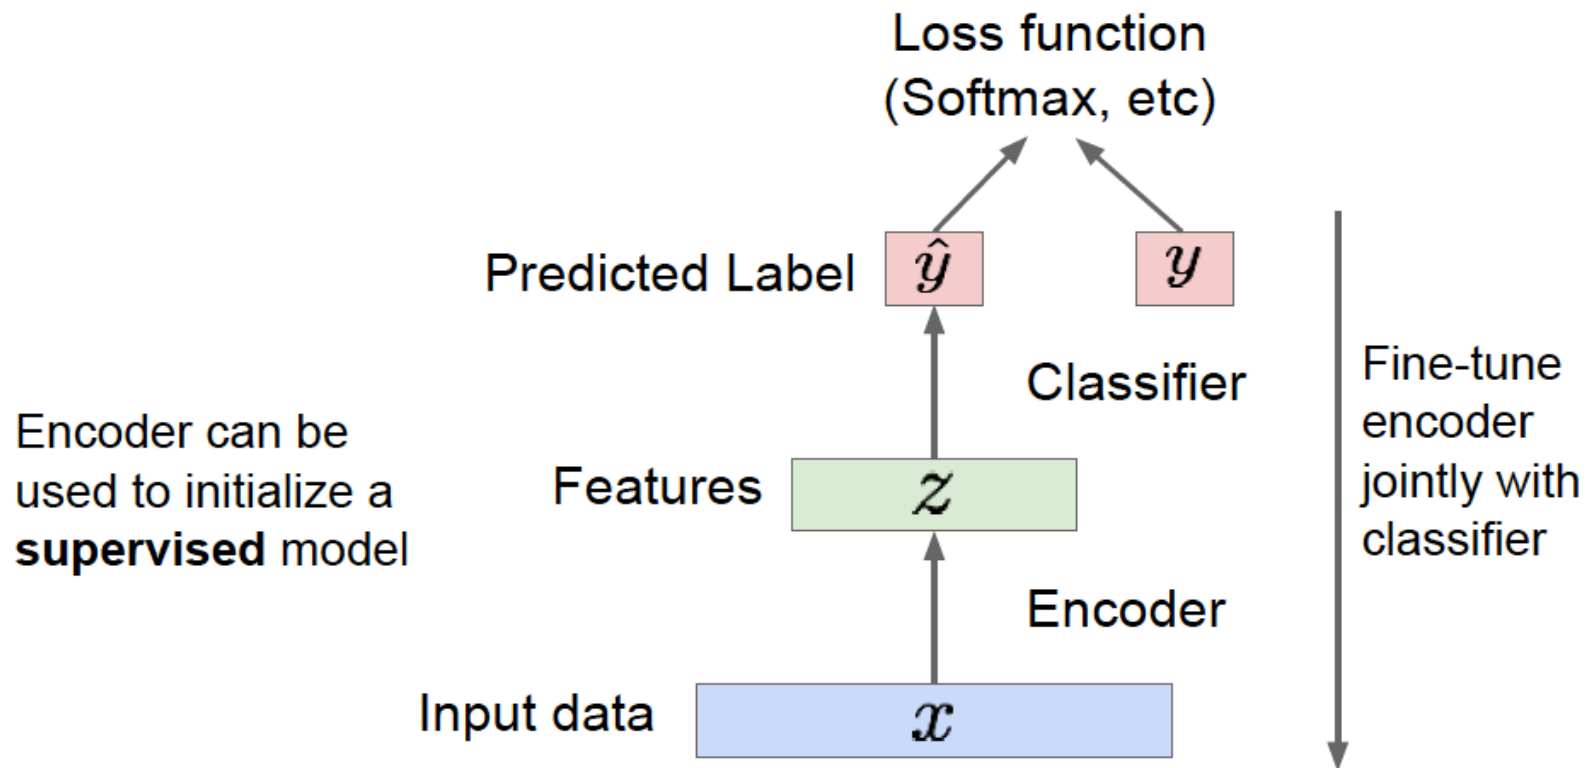 Loss function
(Softmax, etc)
Predicted Label
ŷ
y
Classifier
Fine-tune
encoder
jointly with
classifier
Encoder can be
used to initialize a
supervised model
Features
z
Encoder
Input data
x